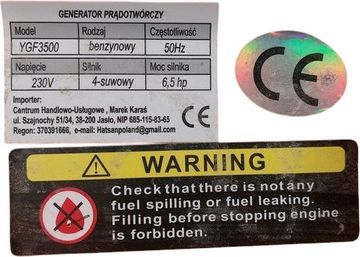 GENERATOR PRĄDOTWÓRCZY
Model Rodzaj Częstotliwość
YGF3500 benzynowy 50Hz
Napięcie Silnik Moc silnika
230V 4-suwowy 6,5 hp
Importer:
Centrum Handlowo-Usługowe , Marek Karaś
ul. Szajnochy 51/34, 38-200 Jasło, NIP 685-115-83-65
Regon: 370391666, e-mail: Hatsanpoland@gmail.com
CE
CE
WARNING
Check that there is not any
fuel spilling or fuel leaking.
Filling before stopping engine
is forbidden.